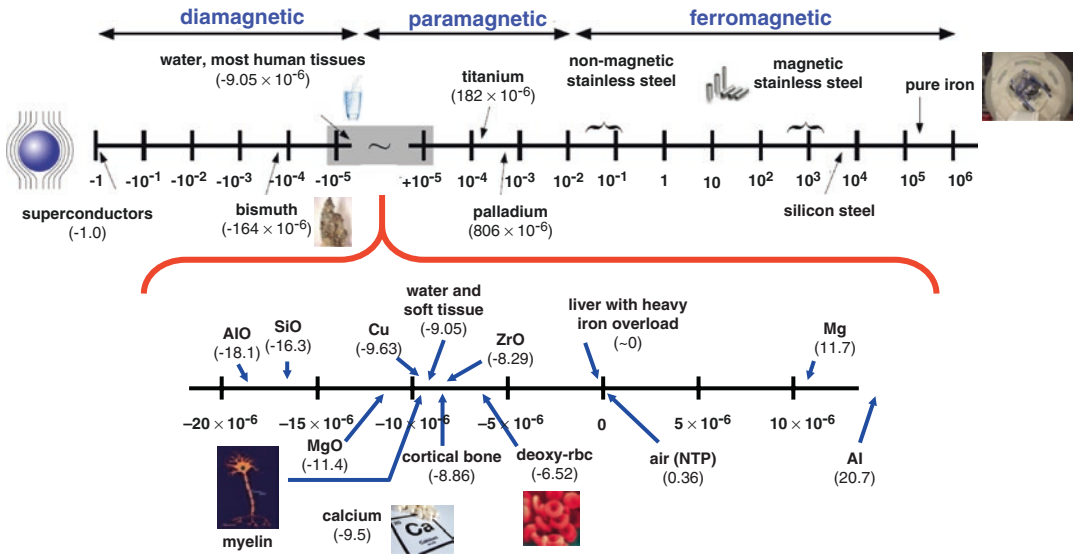 diamagnetic
paramagnetic
ferromagnetic
water, most human tissues
(-9.05 × 10⁻⁶)
titanium
(182 × 10⁻⁶)
non-magnetic
stainless steel
magnetic
stainless steel
pure iron
~
-1
-10⁻¹
-10⁻²
-10⁻³
-10⁻⁴
-10⁻⁵
+10⁻⁵
10⁻⁴
10⁻³
10⁻²
10⁻¹
1
10
10²
10³
10⁴
10⁵
10⁶
superconductors
(-1.0)
bismuth
(-164 × 10⁻⁶)
palladium
(806 × 10⁻⁶)
silicon steel
AlO
(-18.1)
SiO
(-16.3)
Cu
(-9.63)
water and
soft tissue
(-9.05)
ZrO
(-8.29)
liver with heavy
iron overload
(~0)
Mg
(11.7)
–20 × 10⁻⁶
–15 × 10⁻⁶
–10 × 10⁻⁶
–5 × 10⁻⁶
0
5 × 10⁻⁶
10 × 10⁻⁶
MgO
(-11.4)
cortical bone
(-8.86)
deoxy-rbc
(-6.52)
air (NTP)
(0.36)
Al
(20.7)
myelin
calcium
(-9.5)
Ca